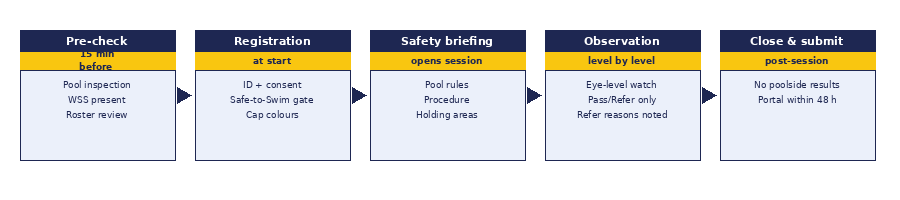 Pre-check
15 min
before
Pool inspection
WSS present
Roster review
Registration
at start
ID + consent
Safe-to-Swim gate
Cap colours
Safety briefing
opens session
Pool rules
Procedure
Holding areas
Observation
level by level
Eye-level watch
Pass/Refer only
Refer reasons noted
Close & submit
post-session
No poolside results
Portal within 48 h